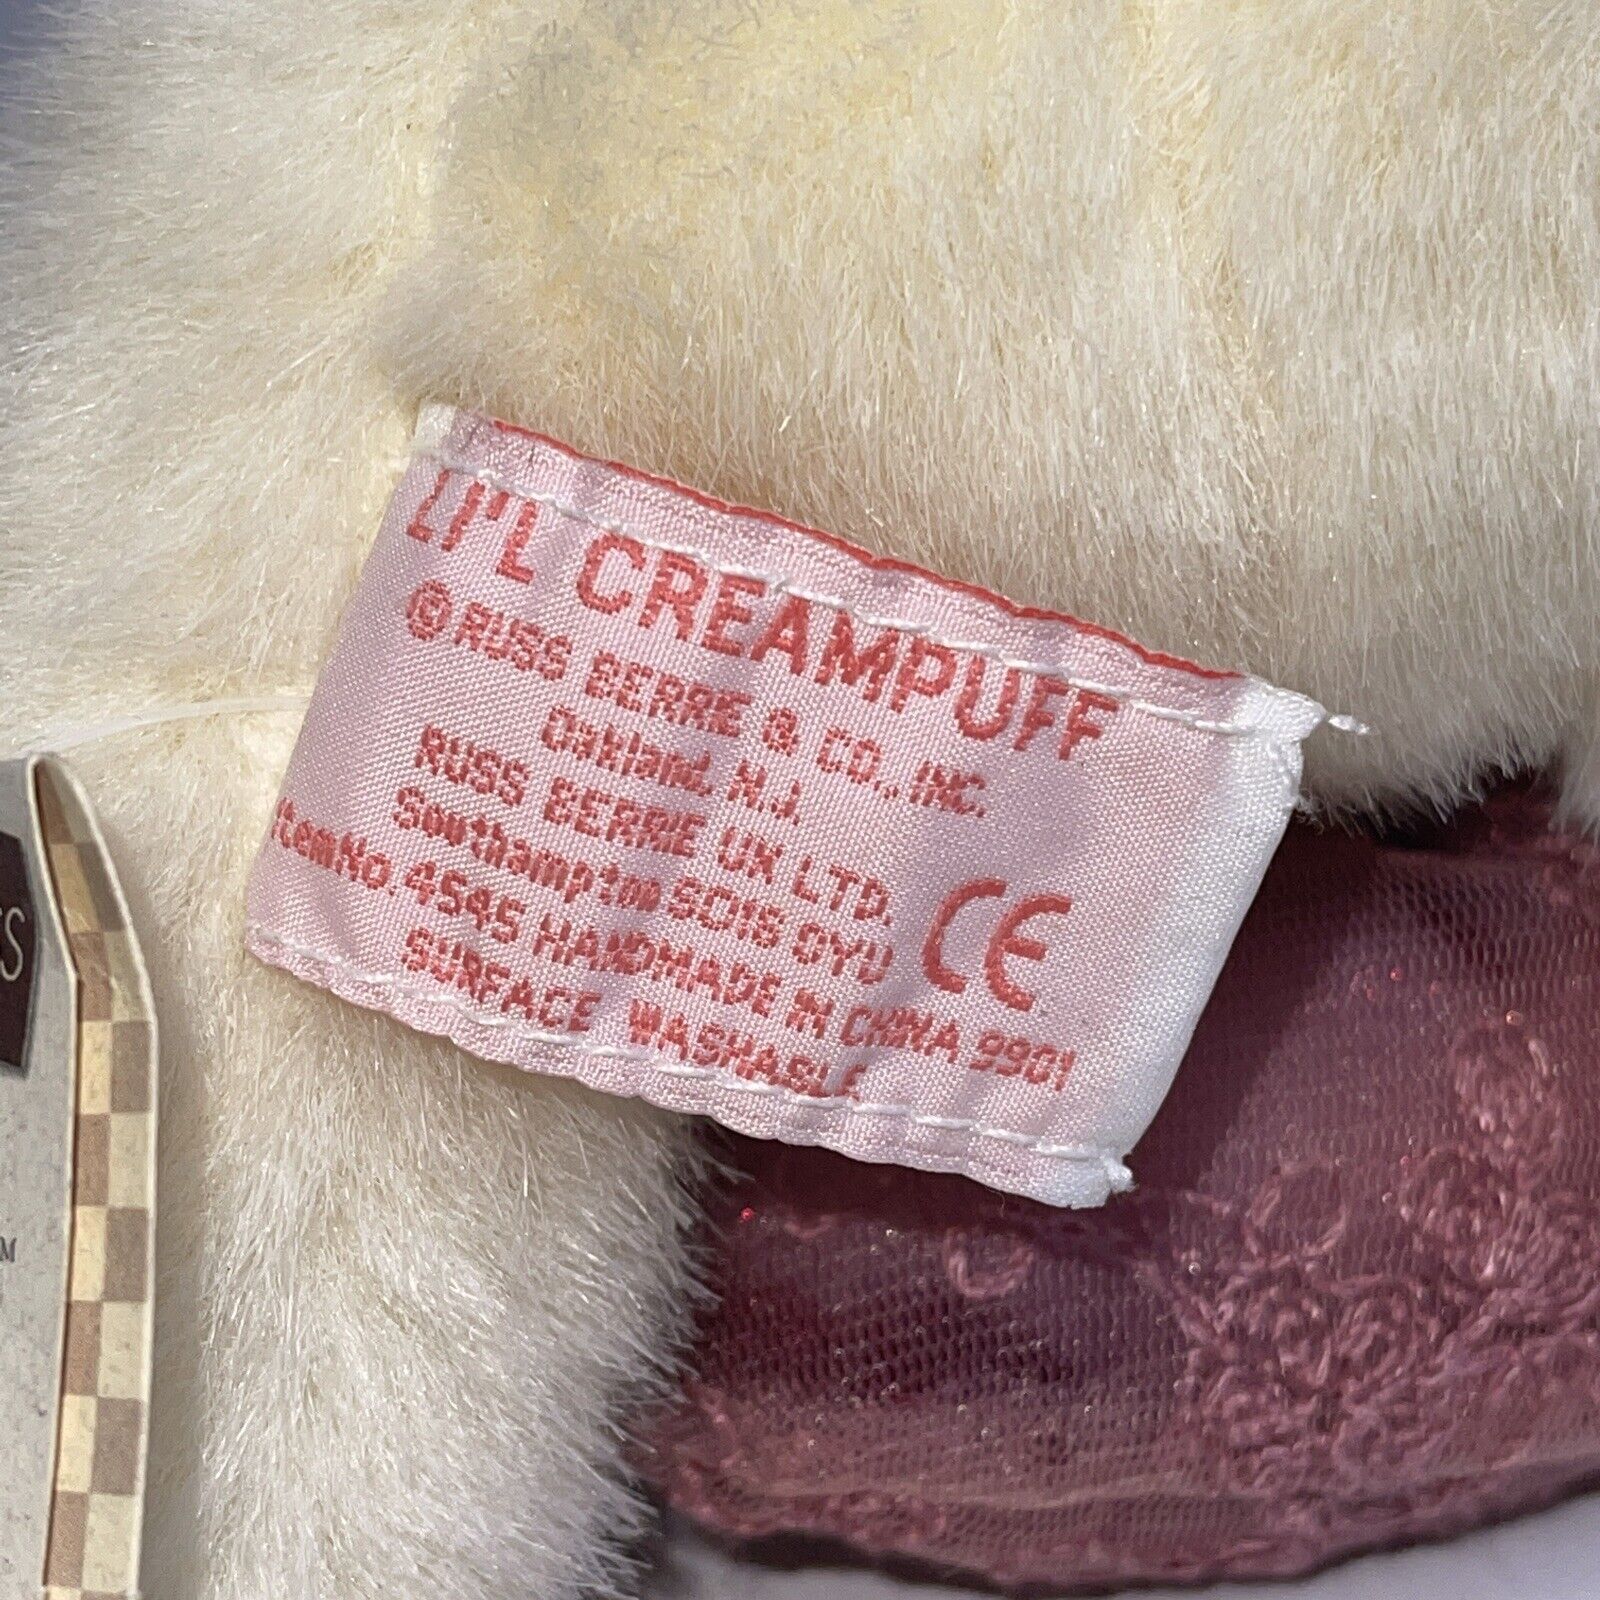 LI'L CREAMPUFF
© RUSS BERRIE & CO., INC.
Oakland, N.J.
RUSS BERRIE UK LTD.
Southampton SO15 0YU
Item No. 4545 HANDMADE IN CHINA 9901
SURFACE WASHABLE
CE